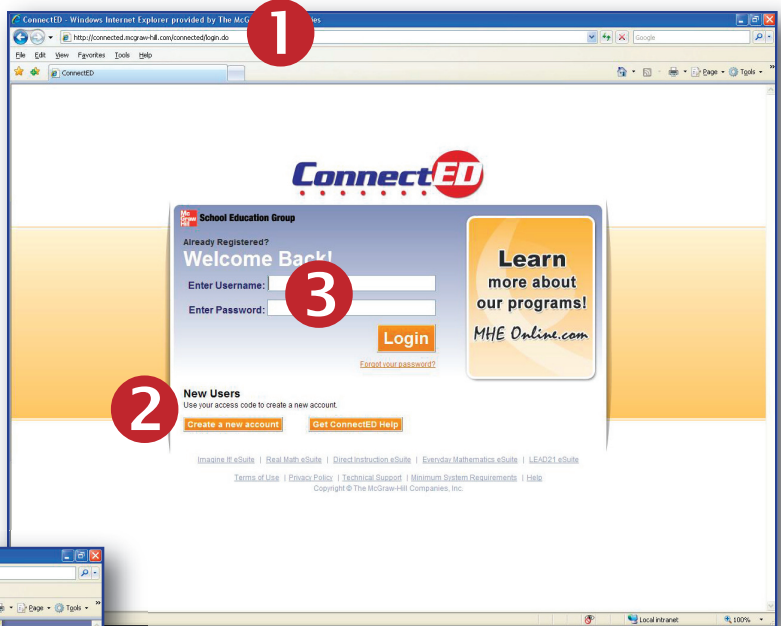 ConnectED - Windows Internet Explorer provided by The McG
1
http://connected.mcgraw-hill.com/connected/login.do
Google
File Edit View Favorites Tools Help
ConnectED
Page Tools
ConnectED
Mc Graw Hill School Education Group
Already Registered?
Welcome Back!
Enter Username:
3
Enter Password:
Login
Forgot your password?
Learn
more about
our programs!
MHE Online.com
2
New Users
Use your access code to create a new account.
Create a new account Get ConnectED Help
Imagine It! eSuite | Real Math eSuite | Direct Instruction eSuite | Everyday Mathematics eSuite | LEAD21 eSuite
Terms of Use | Privacy Policy | Technical Support | Minimum System Requirements | Help
Copyright © The McGraw-Hill Companies, Inc.
Page Tools
Local intranet 100%